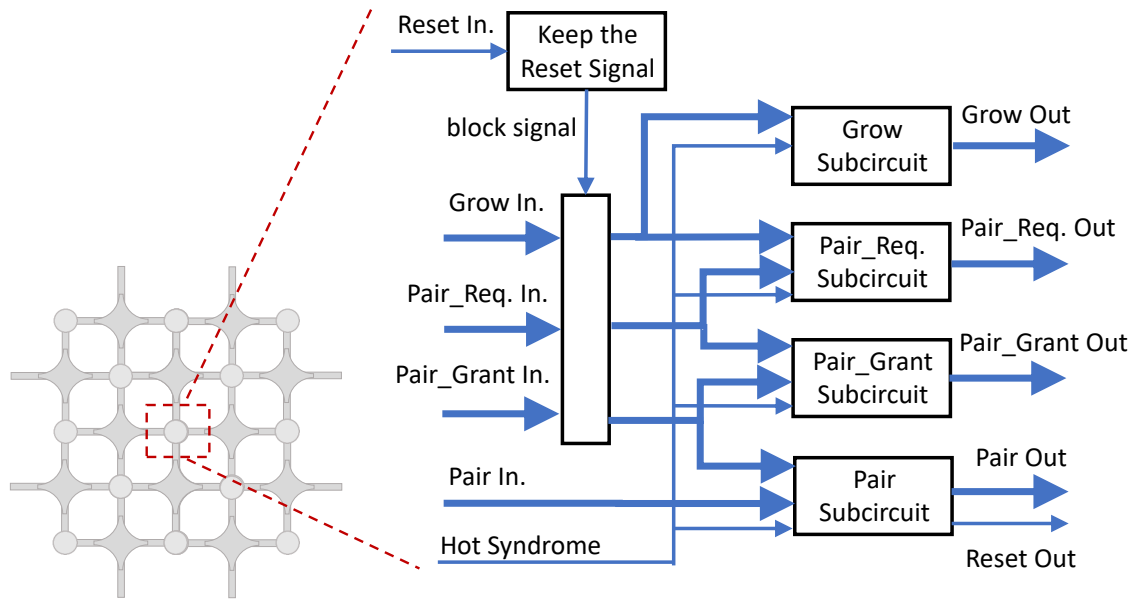 Reset In.
Keep the
Reset Signal
block signal
Grow In.
Pair_Req. In.
Pair_Grant In.
Pair In.
Hot Syndrome
Grow
Subcircuit
Grow Out
Pair_Req.
Subcircuit
Pair_Req. Out
Pair_Grant
Subcircuit
Pair_Grant Out
Pair
Subcircuit
Pair Out
Reset Out